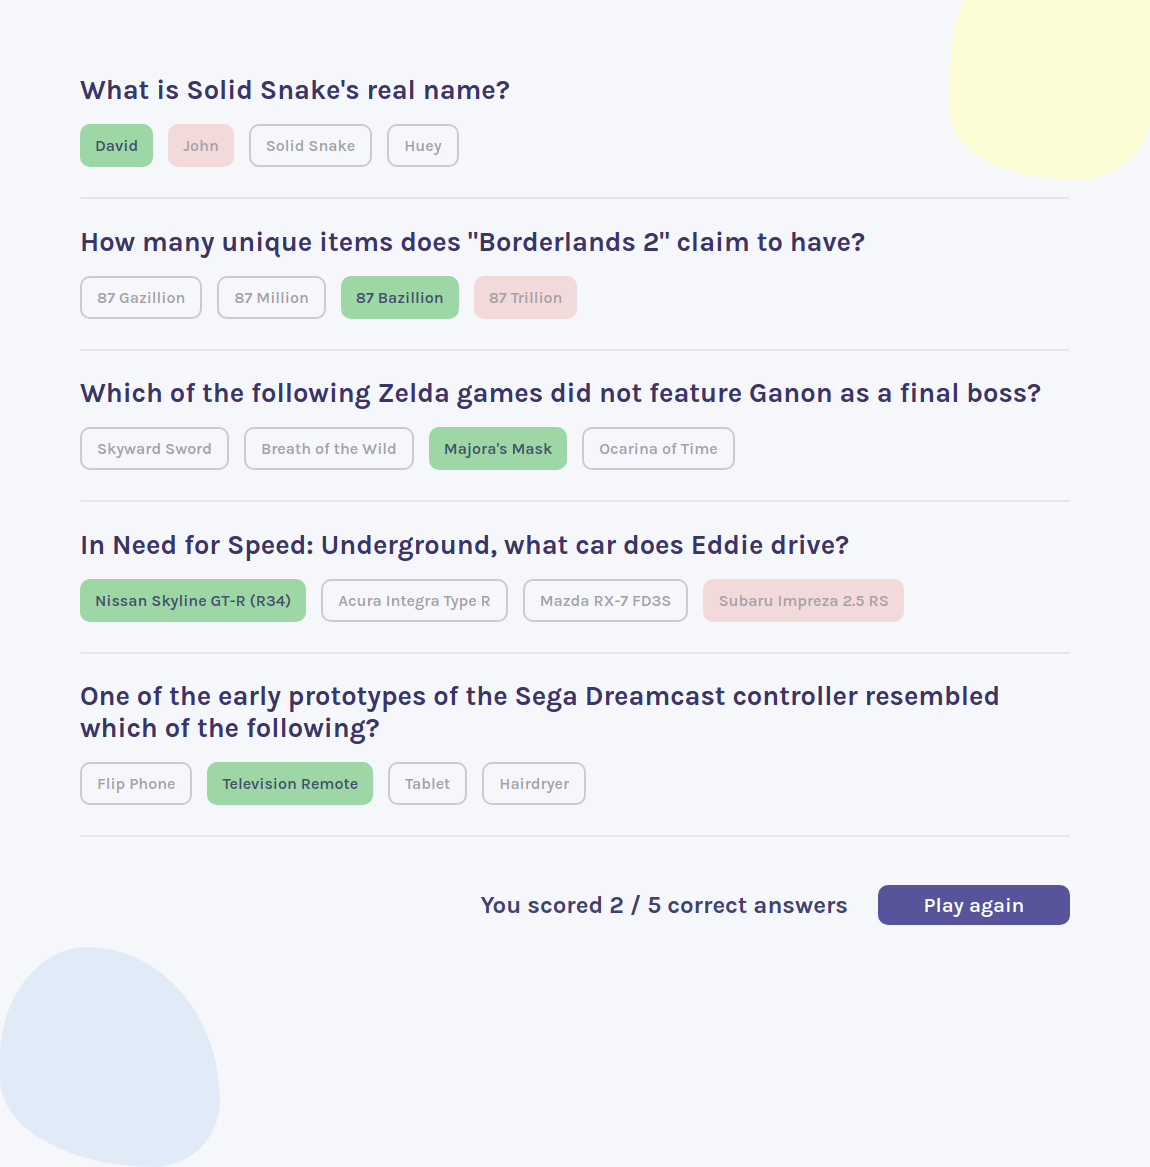 What is Solid Snake's real name?
David John Solid Snake Huey
How many unique items does "Borderlands 2" claim to have?
87 Gazillion 87 Million 87 Bazillion 87 Trillion
Which of the following Zelda games did not feature Ganon as a final boss?
Skyward Sword Breath of the Wild Majora's Mask Ocarina of Time
In Need for Speed: Underground, what car does Eddie drive?
Nissan Skyline GT-R (R34) Acura Integra Type R Mazda RX-7 FD3S Subaru Impreza 2.5 RS
One of the early prototypes of the Sega Dreamcast controller resembled
which of the following?
Flip Phone Television Remote Tablet Hairdryer
You scored 2 / 5 correct answers Play again